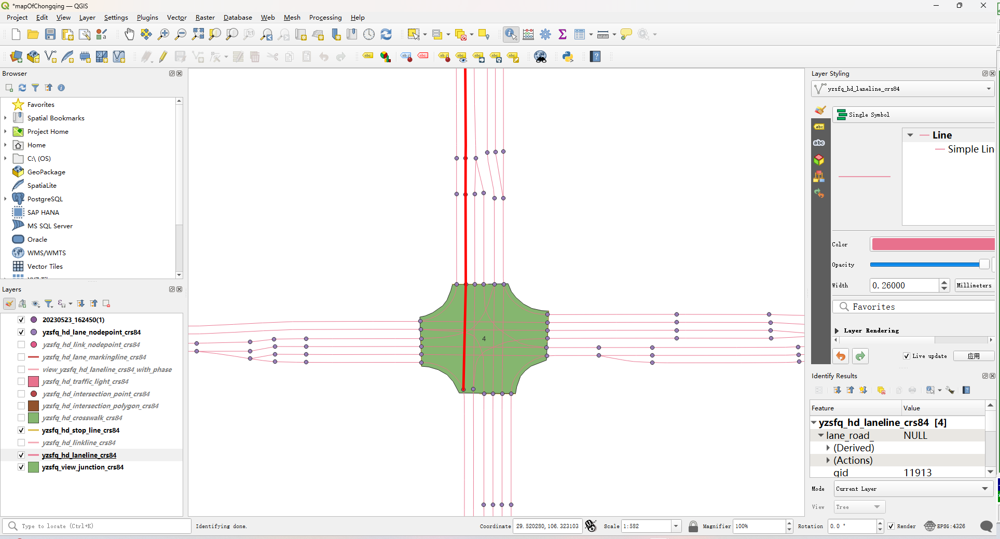 *mapOfChongqing — QGIS
Project Edit View Layer Settings Plugins Vector Raster Database Web Mesh Processing Help
Browser
Favorites
Spatial Bookmarks
Project Home
Home
C:\ (OS)
GeoPackage
SpatiaLite
PostgreSQL
SAP HANA
MS SQL Server
Oracle
WMS/WMTS
Vector Tiles
Layers
20230523_162450(1)
yzsfq_hd_lane_nodepoint_crs84
yzsfq_hd_link_nodepoint_crs84
yzsfq_hd_lane_markingline_crs84
view_yzsfq_hd_laneline_crs84_with_phase
yzsfq_hd_traffic_light_crs84
yzsfq_hd_intersection_point_crs84
yzsfq_hd_intersection_polygon_crs84
yzsfq_hd_crosswalk_crs84
yzsfq_hd_stop_line_crs84
yzsfq_hd_linkline_crs84
yzsfq_hd_laneline_crs84
yzsfq_view_junction_crs84
4
Layer Styling
yzsfq_hd_laneline_crs84
Single Symbol
Line
Simple Lin
Color
Opacity
Width 0.26000 Millimeters
Favorites
Layer Rendering
Live update 应用
Identify Results
Feature Value
yzsfq_hd_laneline_crs84 [4]
lane_road_ NULL
(Derived)
(Actions)
gid 11913
Mode Current Layer
View Tree
Type to locate (Ctrl+K) Identifying done. Coordinate 29.520280,106.323103 Scale 1:582 Magnifier 100% Rotation 0.0 ° Render EPSG:4326